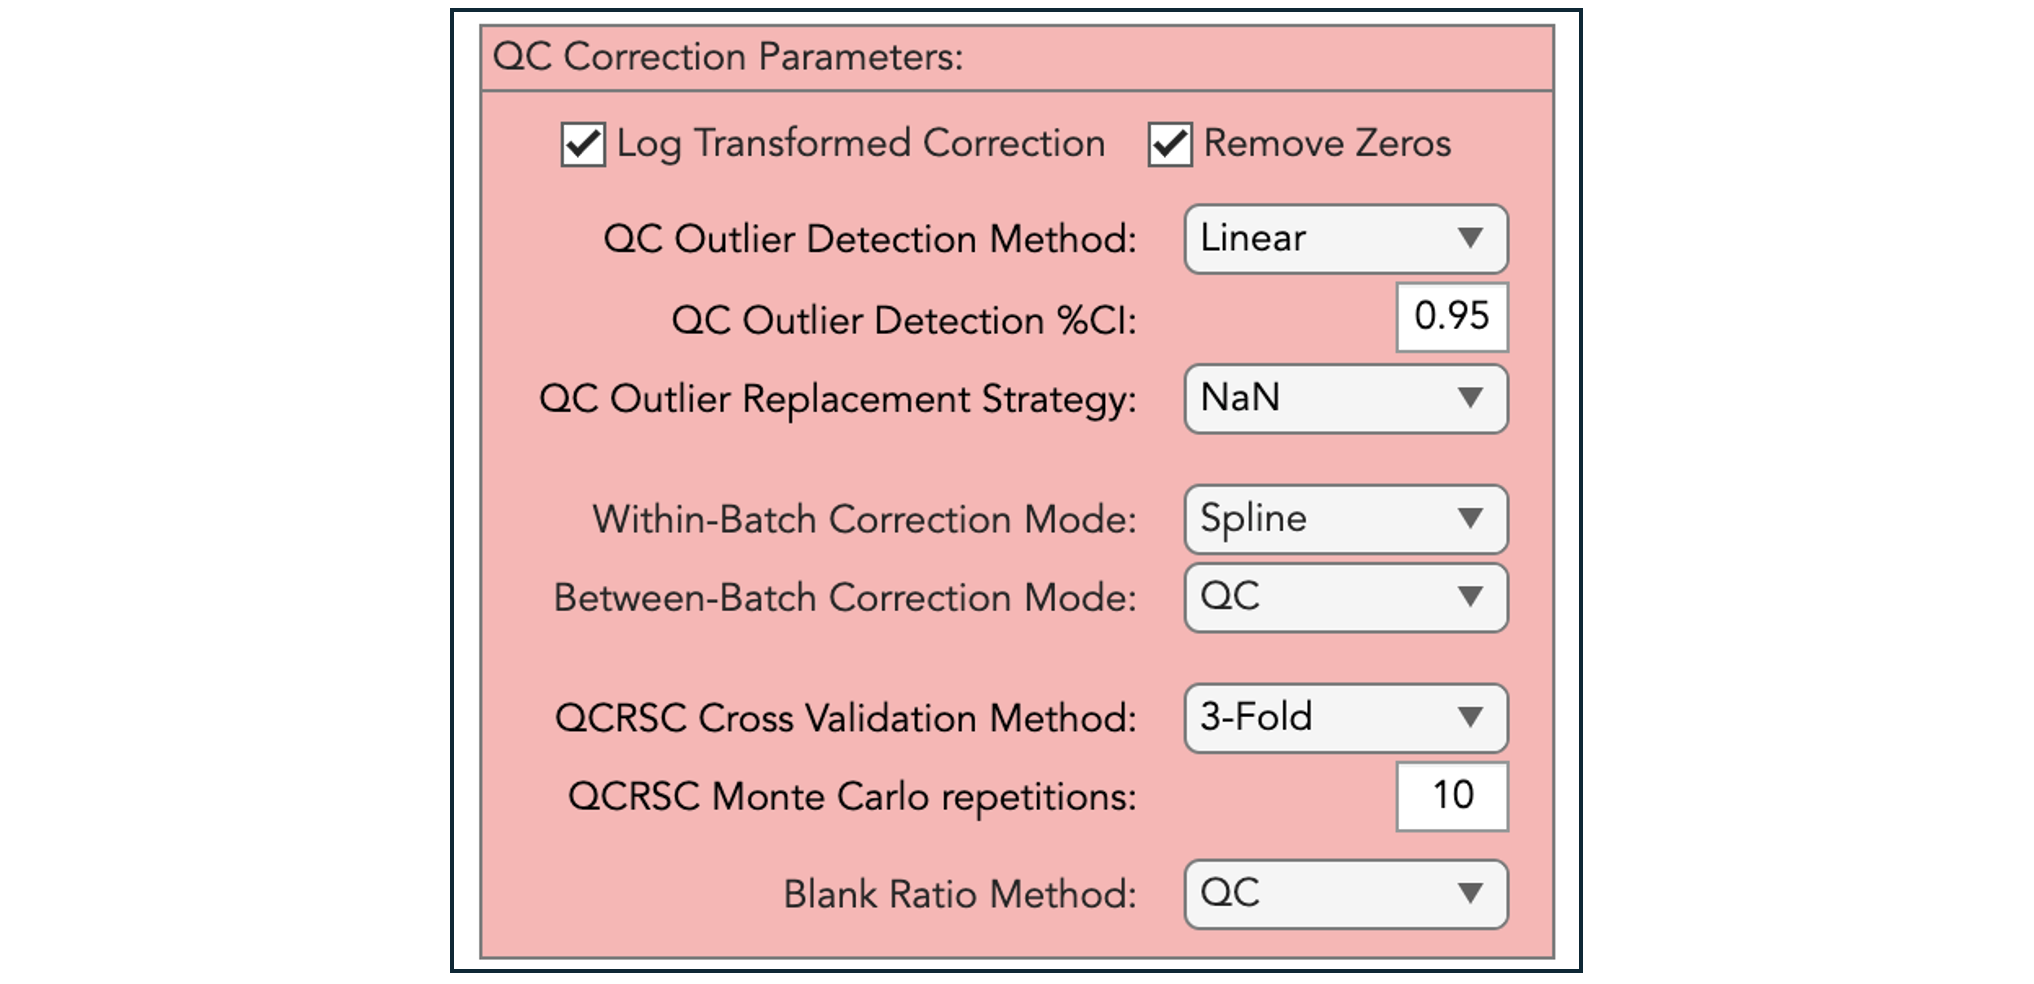 QC Correction Parameters:
Log Transformed Correction Remove Zeros
QC Outlier Detection Method: Linear
QC Outlier Detection %CI: 0.95
QC Outlier Replacement Strategy: NaN
Within-Batch Correction Mode: Spline
Between-Batch Correction Mode: QC
QCRSC Cross Validation Method: 3-Fold
QCRSC Monte Carlo repetitions: 10
Blank Ratio Method: QC